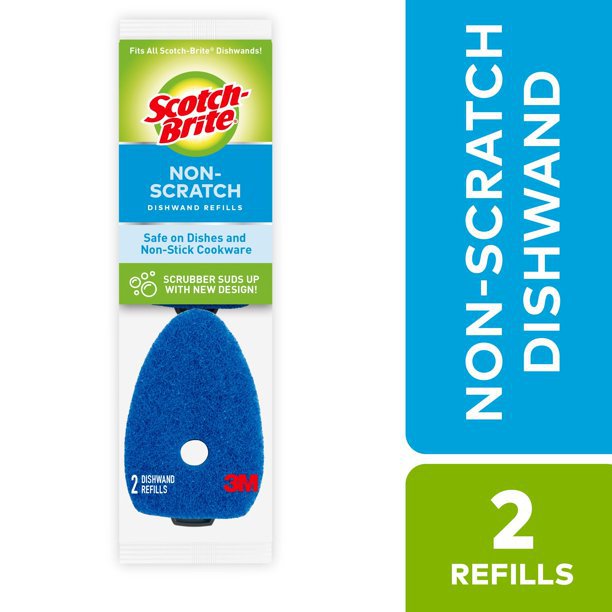 Fits All Scotch-Brite® Dishwands!
Scotch-
Brite®
NON-
SCRATCH
DISHWAND REFILLS
Safe on Dishes and
Non-Stick Cookware
SCRUBBER SUDS UP
WITH NEW DESIGN!
2 DISHWAND
REFILLS
3M
NON-SCRATCH
DISHWAND
2
REFILLS